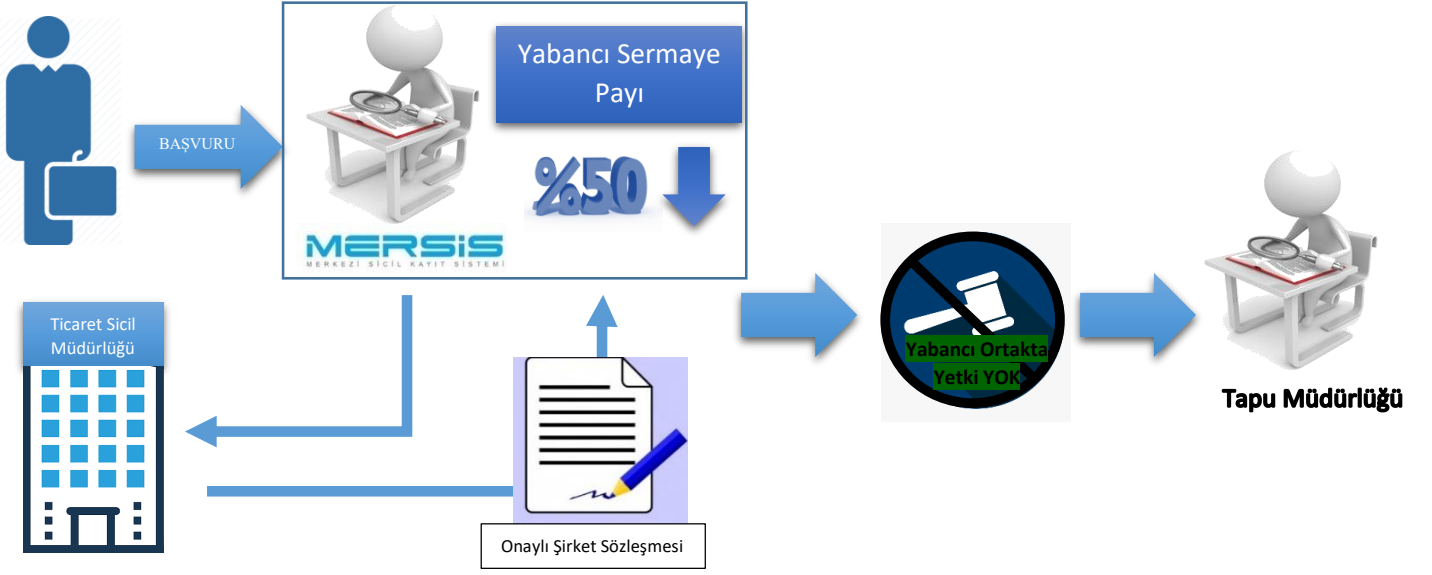 BAŞVURU
Yabancı Sermaye
Payı
%50
MERSiS
MERKEZİ SİCİL KAYIT SİSTEMİ
Ticaret Sicil
Müdürlüğü
Onaylı Şirket Sözleşmesi
Yabancı Ortakta
Yetki YOK
Tapu Müdürlüğü